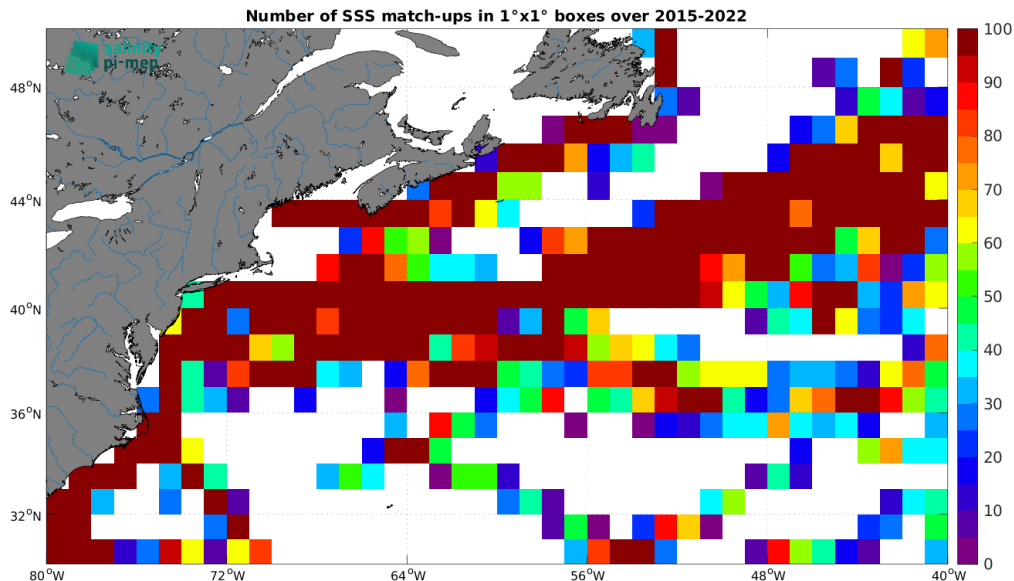 Number of SSS match-ups in 1°x1° boxes over 2015-2022
salinity
pi-mep
48°N
44°N
40°N
36°N
32°N
80°W 72°W 64°W 56°W 48°W 40°W
100
90
80
70
60
50
40
30
20
10
0